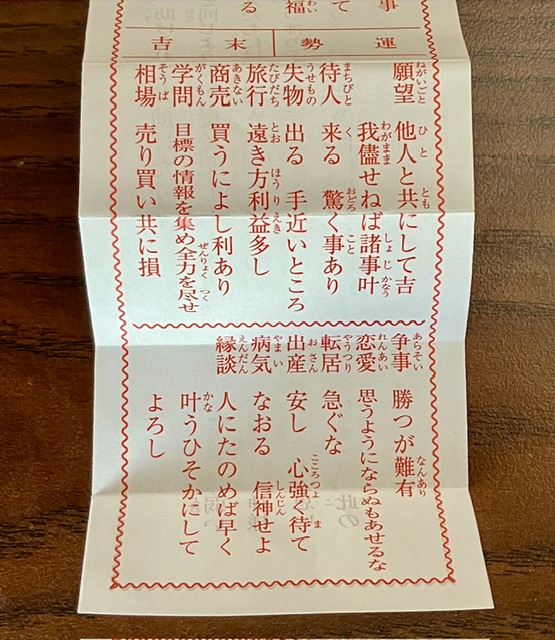 事
て
福
る
運勢
末吉
願望 他人と共にして吉
我儘せねば諸事叶
待人 来る 驚く事あり
失物 出る 手近いところ
旅行 遠き方利益多し
商売 買うによし利あり
学問 目標の情報を集め全力を尽せ
相場 売り買い共に損
争事 勝つが難有
恋愛 思うようにならぬもあせるな
転居 急ぐな
出産 安し 心強く待て
病気 なおる 信神せよ
縁談 人にたのめば早く
叶うひそかにして
よろし